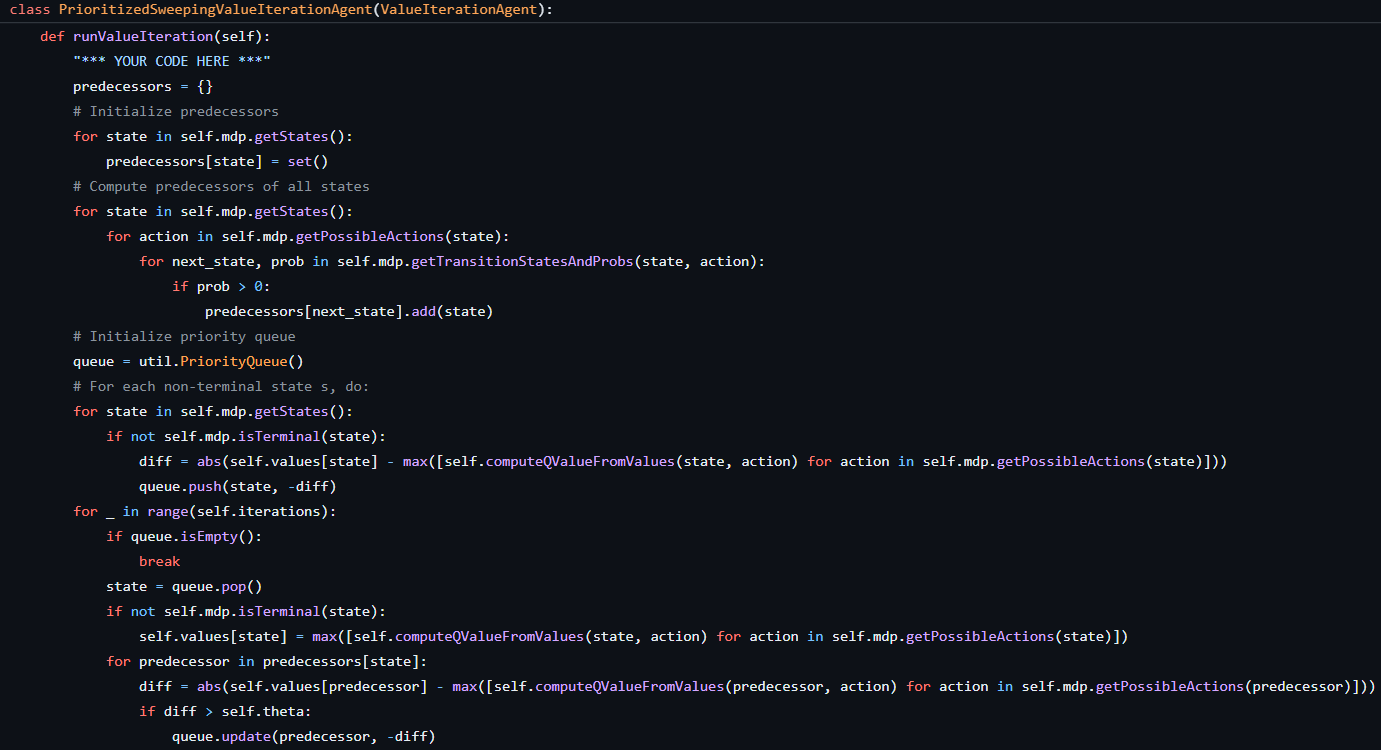 class PrioritizedSweepingValueIterationAgent(ValueIterationAgent):
    def runValueIteration(self):
        "*** YOUR CODE HERE ***"
        predecessors = {}
        # Initialize predecessors
        for state in self.mdp.getStates():
            predecessors[state] = set()
        # Compute predecessors of all states
        for state in self.mdp.getStates():
            for action in self.mdp.getPossibleActions(state):
                for next_state, prob in self.mdp.getTransitionStatesAndProbs(state, action):
                    if prob > 0:
                        predecessors[next_state].add(state)
        # Initialize priority queue
        queue = util.PriorityQueue()
        # For each non-terminal state s, do:
        for state in self.mdp.getStates():
            if not self.mdp.isTerminal(state):
                diff = abs(self.values[state] - max([self.computeQValueFromValues(state, action) for action in self.mdp.getPossibleActions(state)]))
                queue.push(state, -diff)
        for _ in range(self.iterations):
            if queue.isEmpty():
                break
            state = queue.pop()
            if not self.mdp.isTerminal(state):
                self.values[state] = max([self.computeQValueFromValues(state, action) for action in self.mdp.getPossibleActions(state)])
            for predecessor in predecessors[state]:
                diff = abs(self.values[predecessor] - max([self.computeQValueFromValues(predecessor, action) for action in self.mdp.getPossibleActions(predecessor)]))
                if diff > self.theta:
                    queue.update(predecessor, -diff)